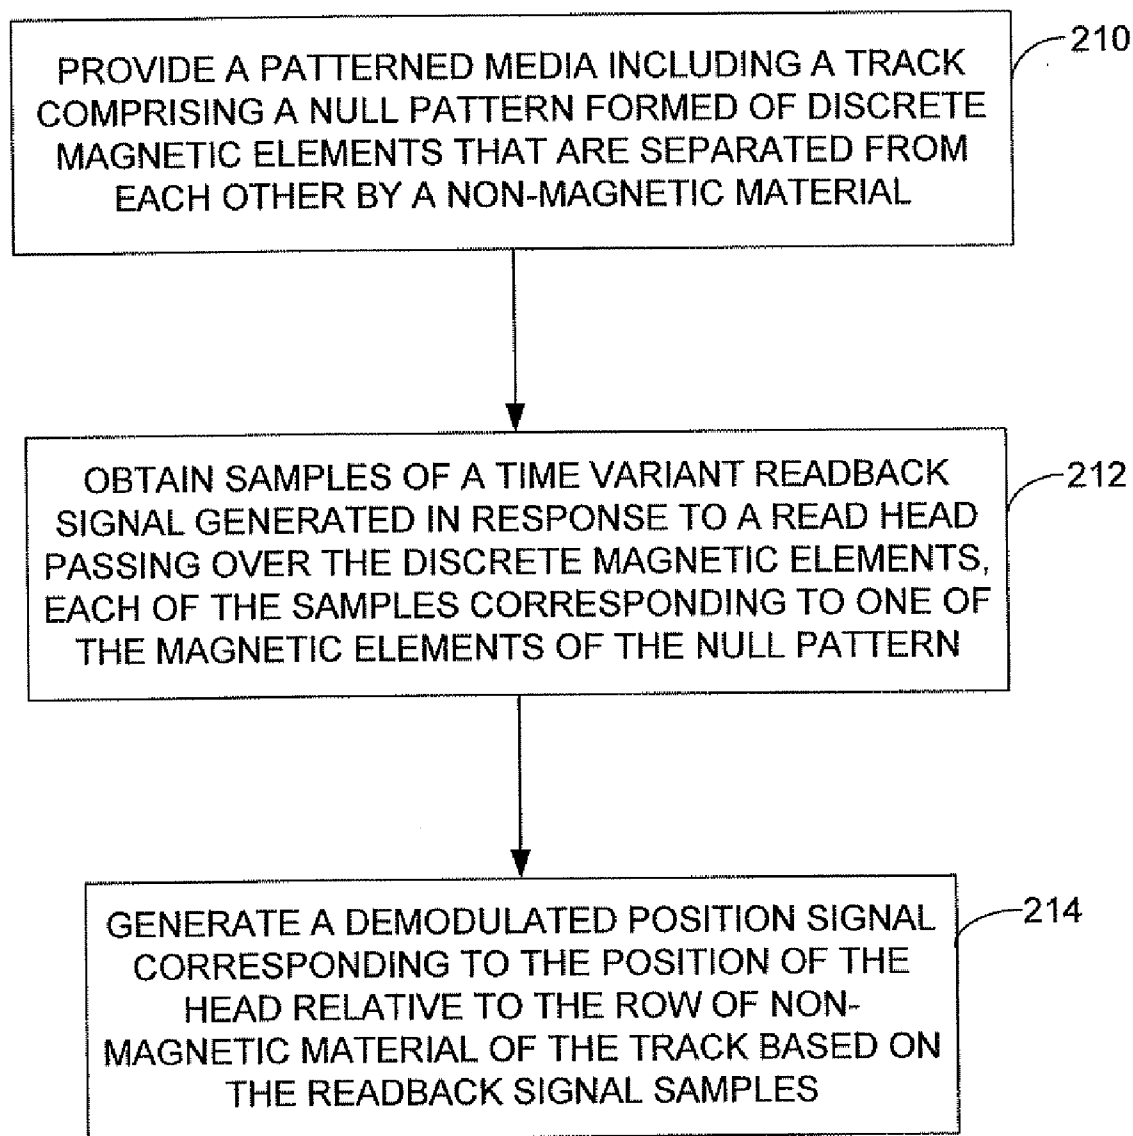 210
PROVIDE A PATTERNED MEDIA INCLUDING A TRACK
COMPRISING A NULL PATTERN FORMED OF DISCRETE
MAGNETIC ELEMENTS THAT ARE SEPARATED FROM
EACH OTHER BY A NON-MAGNETIC MATERIAL
212
OBTAIN SAMPLES OF A TIME VARIANT READBACK
SIGNAL GENERATED IN RESPONSE TO A READ HEAD
PASSING OVER THE DISCRETE MAGNETIC ELEMENTS,
EACH OF THE SAMPLES CORRESPONDING TO ONE OF
THE MAGNETIC ELEMENTS OF THE NULL PATTERN
214
GENERATE A DEMODULATED POSITION SIGNAL
CORRESPONDING TO THE POSITION OF THE
HEAD RELATIVE TO THE ROW OF NON-
MAGNETIC MATERIAL OF THE TRACK BASED ON
THE READBACK SIGNAL SAMPLES